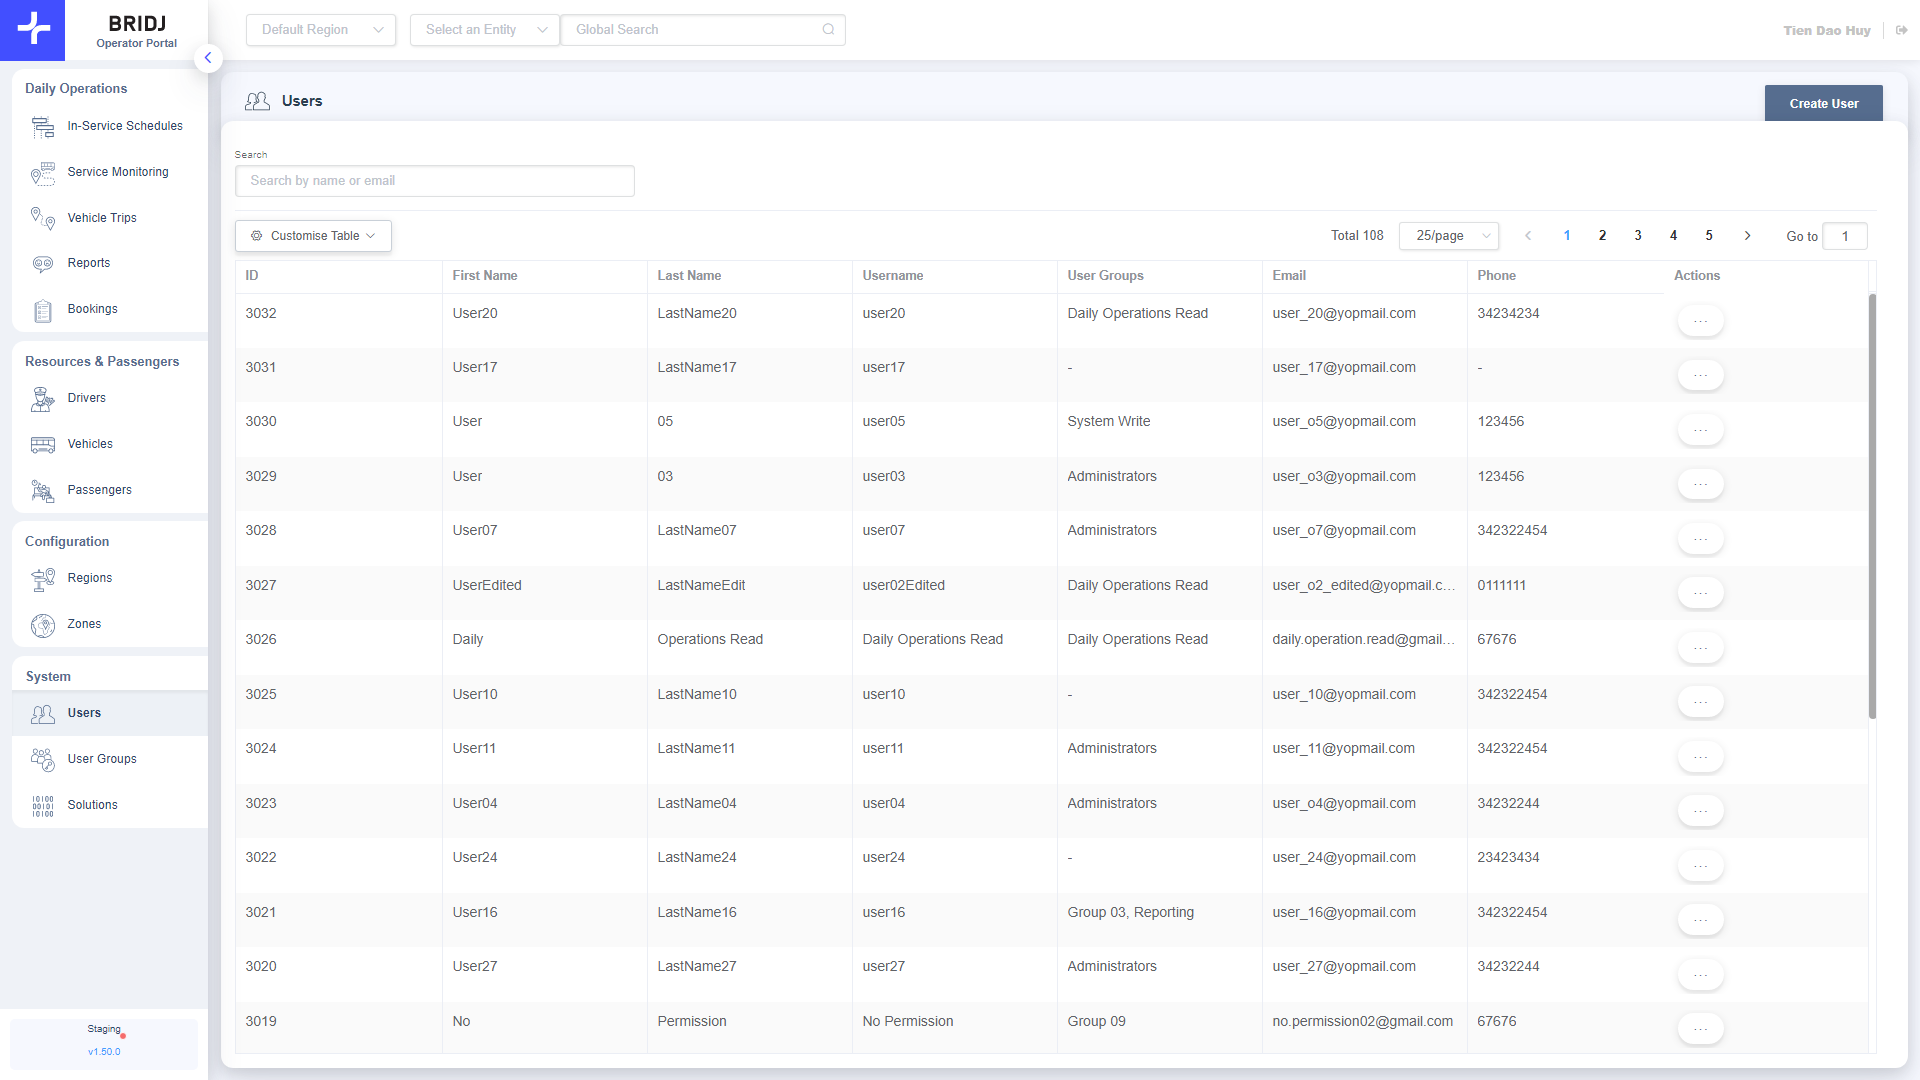 BRIDJ
Operator Portal
Default Region
Select an Entity
Global Search
Tien Dao Huy
Daily Operations
In-Service Schedules
Service Monitoring
Vehicle Trips
Reports
Bookings
Resources & Passengers
Drivers
Vehicles
Passengers
Configuration
Regions
Zones
System
Users
User Groups
Solutions
Staging
v1.50.0
Users
Create User
Search
Search by name or email
Customise Table
Total 108 25/page 1 2 3 4 5 Go to 1
ID First Name Last Name Username User Groups Email Phone Actions
3032 User20 LastName20 user20 Daily Operations Read user_20@yopmail.com 34234234 ...
3031 User17 LastName17 user17 - user_17@yopmail.com - ...
3030 User 05 user05 System Write user_o5@yopmail.com 123456 ...
3029 User 03 user03 Administrators user_o3@yopmail.com 123456 ...
3028 User07 LastName07 user07 Administrators user_o7@yopmail.com 342322454 ...
3027 UserEdited LastNameEdit user02Edited Daily Operations Read user_o2_edited@yopmail.c... 0111111 ...
3026 Daily Operations Read Daily Operations Read Daily Operations Read daily.operation.read@gmail... 67676 ...
3025 User10 LastName10 user10 - user_10@yopmail.com 342322454 ...
3024 User11 LastName11 user11 Administrators user_11@yopmail.com 342322454 ...
3023 User04 LastName04 user04 Administrators user_o4@yopmail.com 34232244 ...
3022 User24 LastName24 user24 - user_24@yopmail.com 23423434 ...
3021 User16 LastName16 user16 Group 03, Reporting user_16@yopmail.com 342322454 ...
3020 User27 LastName27 user27 Administrators user_27@yopmail.com 34232244 ...
3019 No Permission No Permission Group 09 no.permission02@gmail.com 67676 ...